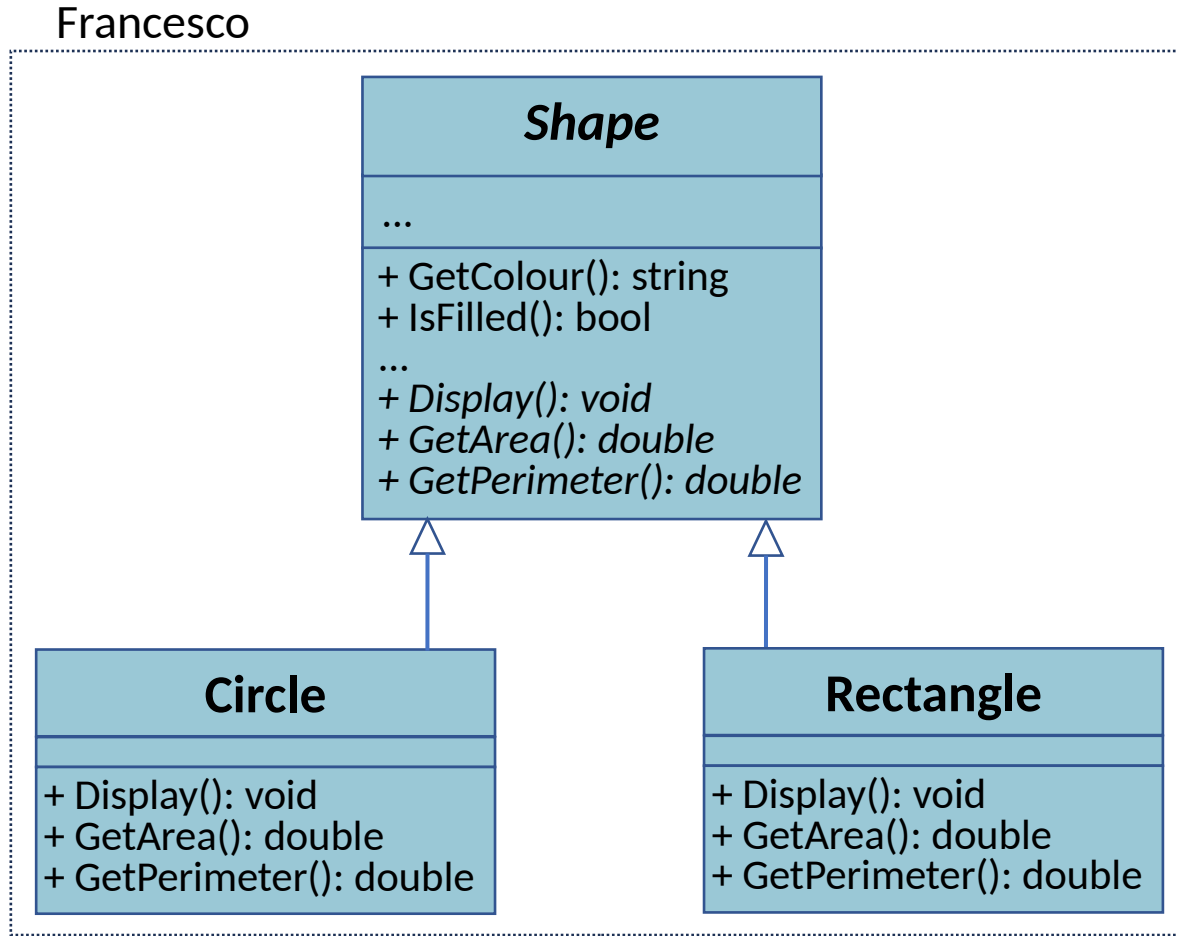 Francesco
Shape
...
+ GetColour(): string
+ IsFilled(): bool
...
+ Display(): void
+ GetArea(): double
+ GetPerimeter(): double
Circle
+ Display(): void
+ GetArea(): double
+ GetPerimeter(): double
Rectangle
+ Display(): void
+ GetArea(): double
+ GetPerimeter(): double